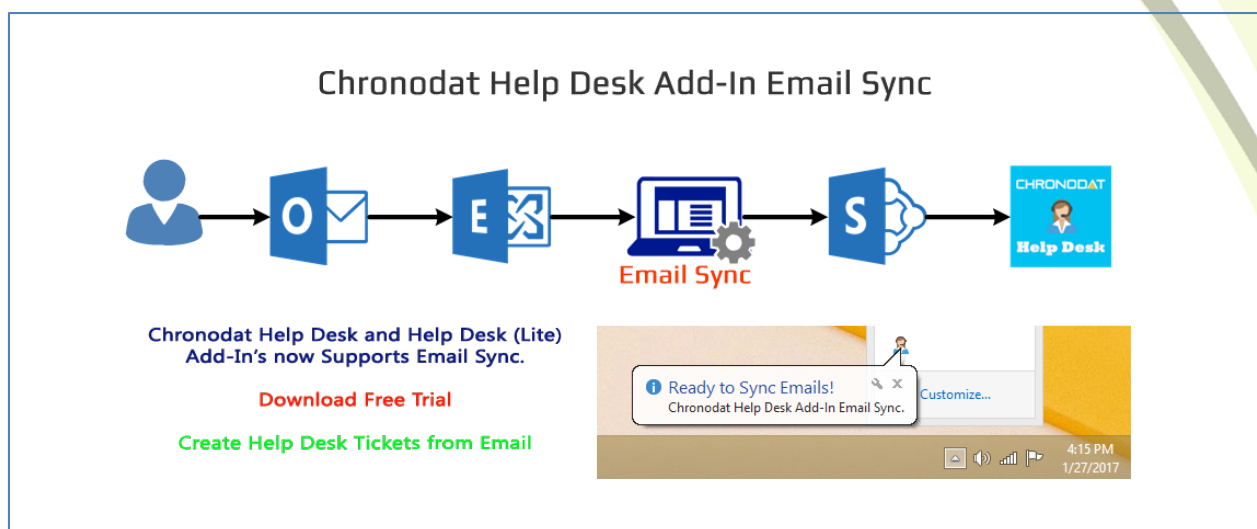 Chronodat Help Desk Add-In Email Sync
O
E
S
CHRONODAT
Help Desk
Email Sync
Chronodat Help Desk and Help Desk (Lite)
Add-In's now Supports Email Sync.
Download Free Trial
Create Help Desk Tickets from Email
Ready to Sync Emails!
Chronodat Help Desk Add-In Email Sync.
Customize...
4:15 PM
1/27/2017